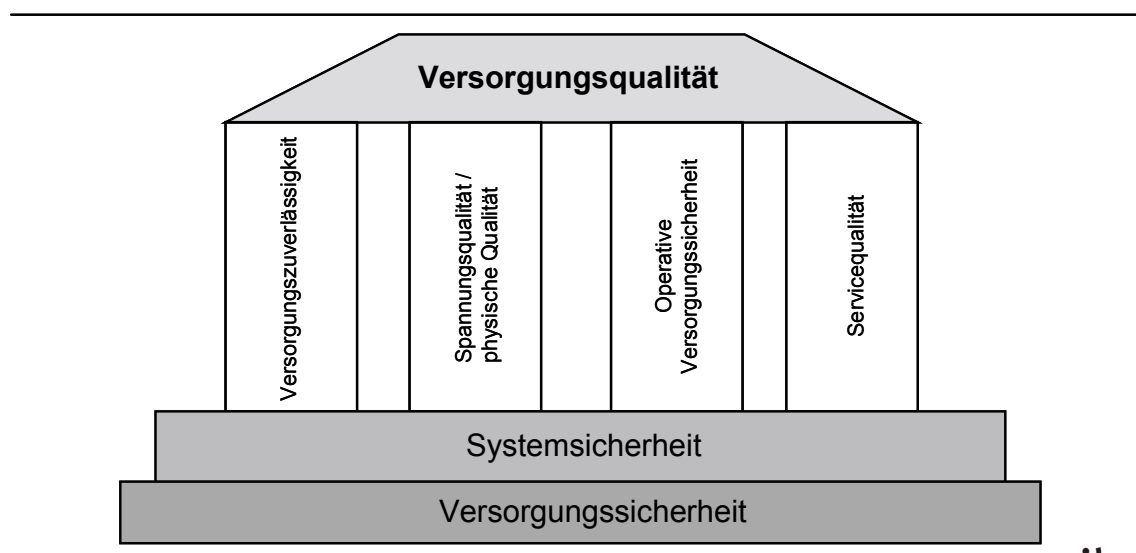 Versorgungsqualität
Versorgungszuverlässigkeit
Spannungsqualität /
physische Qualität
Operative
Versorgungssicherheit
Servicequalität
Systemsicherheit
Versorgungssicherheit